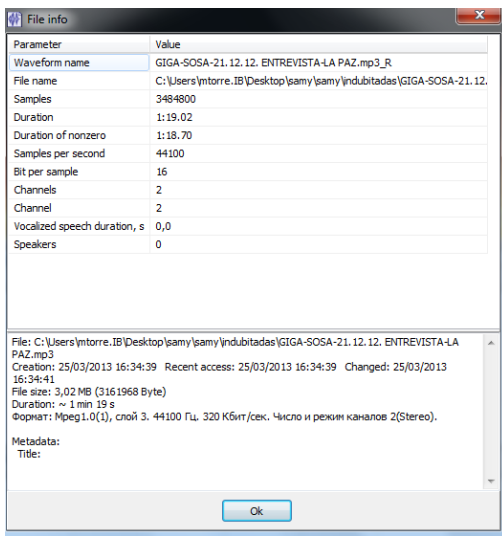 File info
Parameter Value
Waveform name GIGA-SOSA-21.12.12. ENTREVISTA-LA PAZ.mp3_R
File name C:\Users\mtorre.IB\Desktop\samy\samy\indubitadas\GIGA-SOSA-21.12.
Samples 3484800
Duration 1:19.02
Duration of nonzero 1:18.70
Samples per second 44100
Bit per sample 16
Channels 2
Channel 2
Vocalized speech duration, s 0,0
Speakers 0
File: C:\Users\mtorre.IB\Desktop\samy\samy\indubitadas\GIGA-SOSA-21.12.12. ENTREVISTA-LA
PAZ.mp3
Creation: 25/03/2013 16:34:39 Recent access: 25/03/2013 16:34:39 Changed: 25/03/2013
16:34:41
File size: 3,02 MB (3161968 Byte)
Duration: ~ 1 min 19 s
Формат: Mpeg1.0(1), слой 3. 44100 Гц. 320 Кбит/сек. Число и режим каналов 2(Stereo).
Metadata:
Title:
Ok